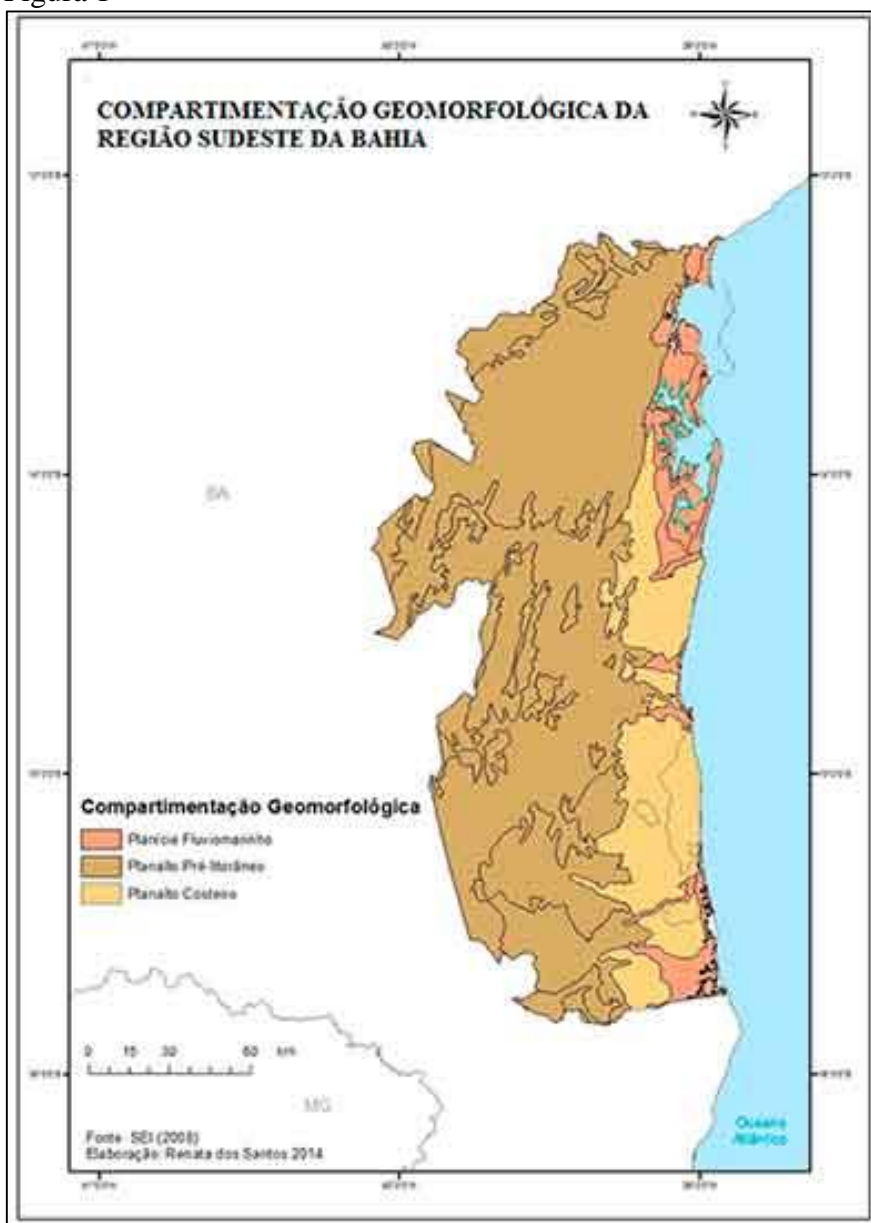 Figura 1
COMPARTIMENTAÇÃO GEOMORFOLÓGICA DA
REGIÃO SUDESTE DA BAHIA
BA
Compartimentação Geomorfológica
Planície Fluviomarinho
Planalto Pré-litorâneo
Planalto Costeiro
0 15 30 60 km
MG
Fonte SEI (2008)
Elaboração: Renata dos Santos 2014
Oceano
Atlântico